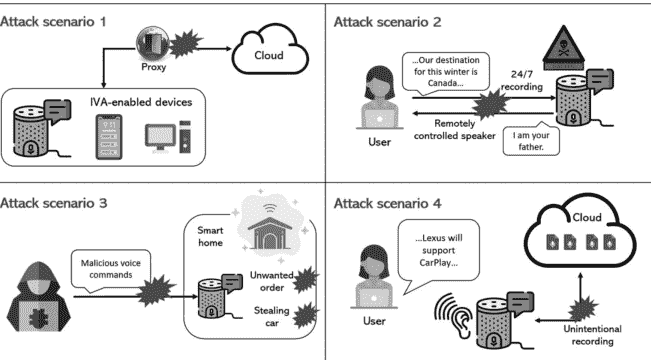 Attack scenario 1
Proxy
Cloud
IVA-enabled devices
Attack scenario 2
...Our destination
for this winter is
Canada...
24/7
recording
User
Remotely
controlled speaker
I am your
father.
Attack scenario 3
Malicious voice
commands
Smart
home
Unwanted
order
Stealing
car
Attack scenario 4
Cloud
...Lexus will
support
CarPlay...
User
Unintentional
recording